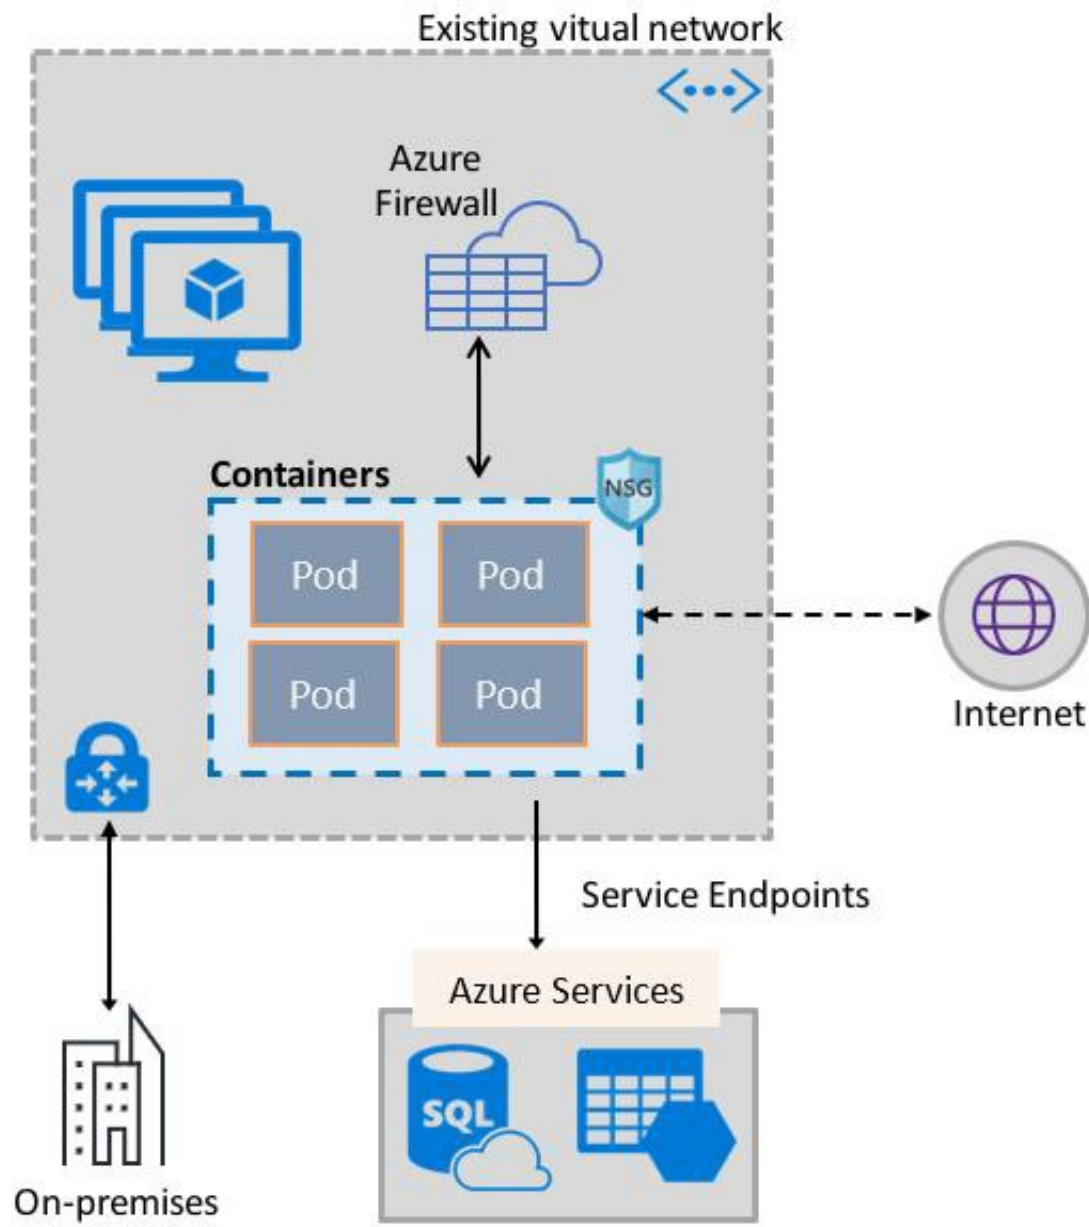 Existing vitual network
Azure
Firewall
Containers
NSG
Pod
Pod
Pod
Pod
Internet
Service Endpoints
Azure Services
SQL
On-premises